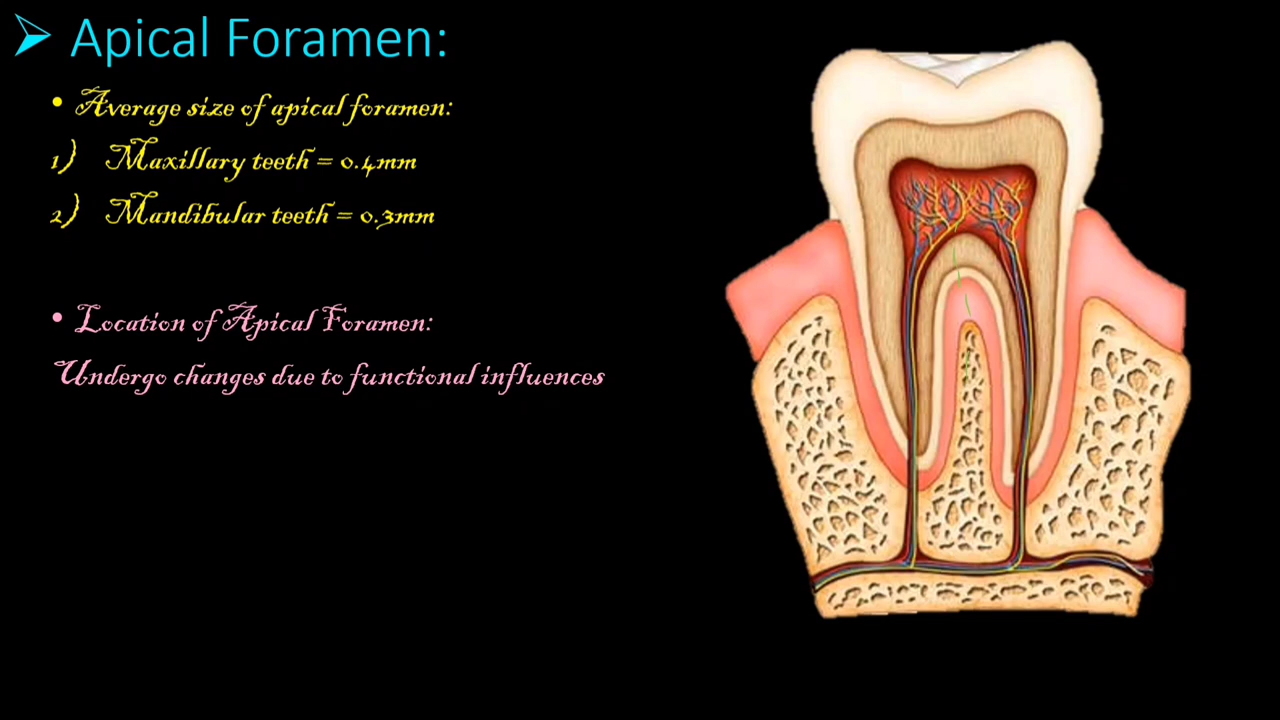 Apical Foramen:
• Average size of apical foramen:
1) Maxillary teeth = 0.4mm
2) Mandibular teeth = 0.3mm
• Location of Apical Foramen:
Undergo changes due to functional influences